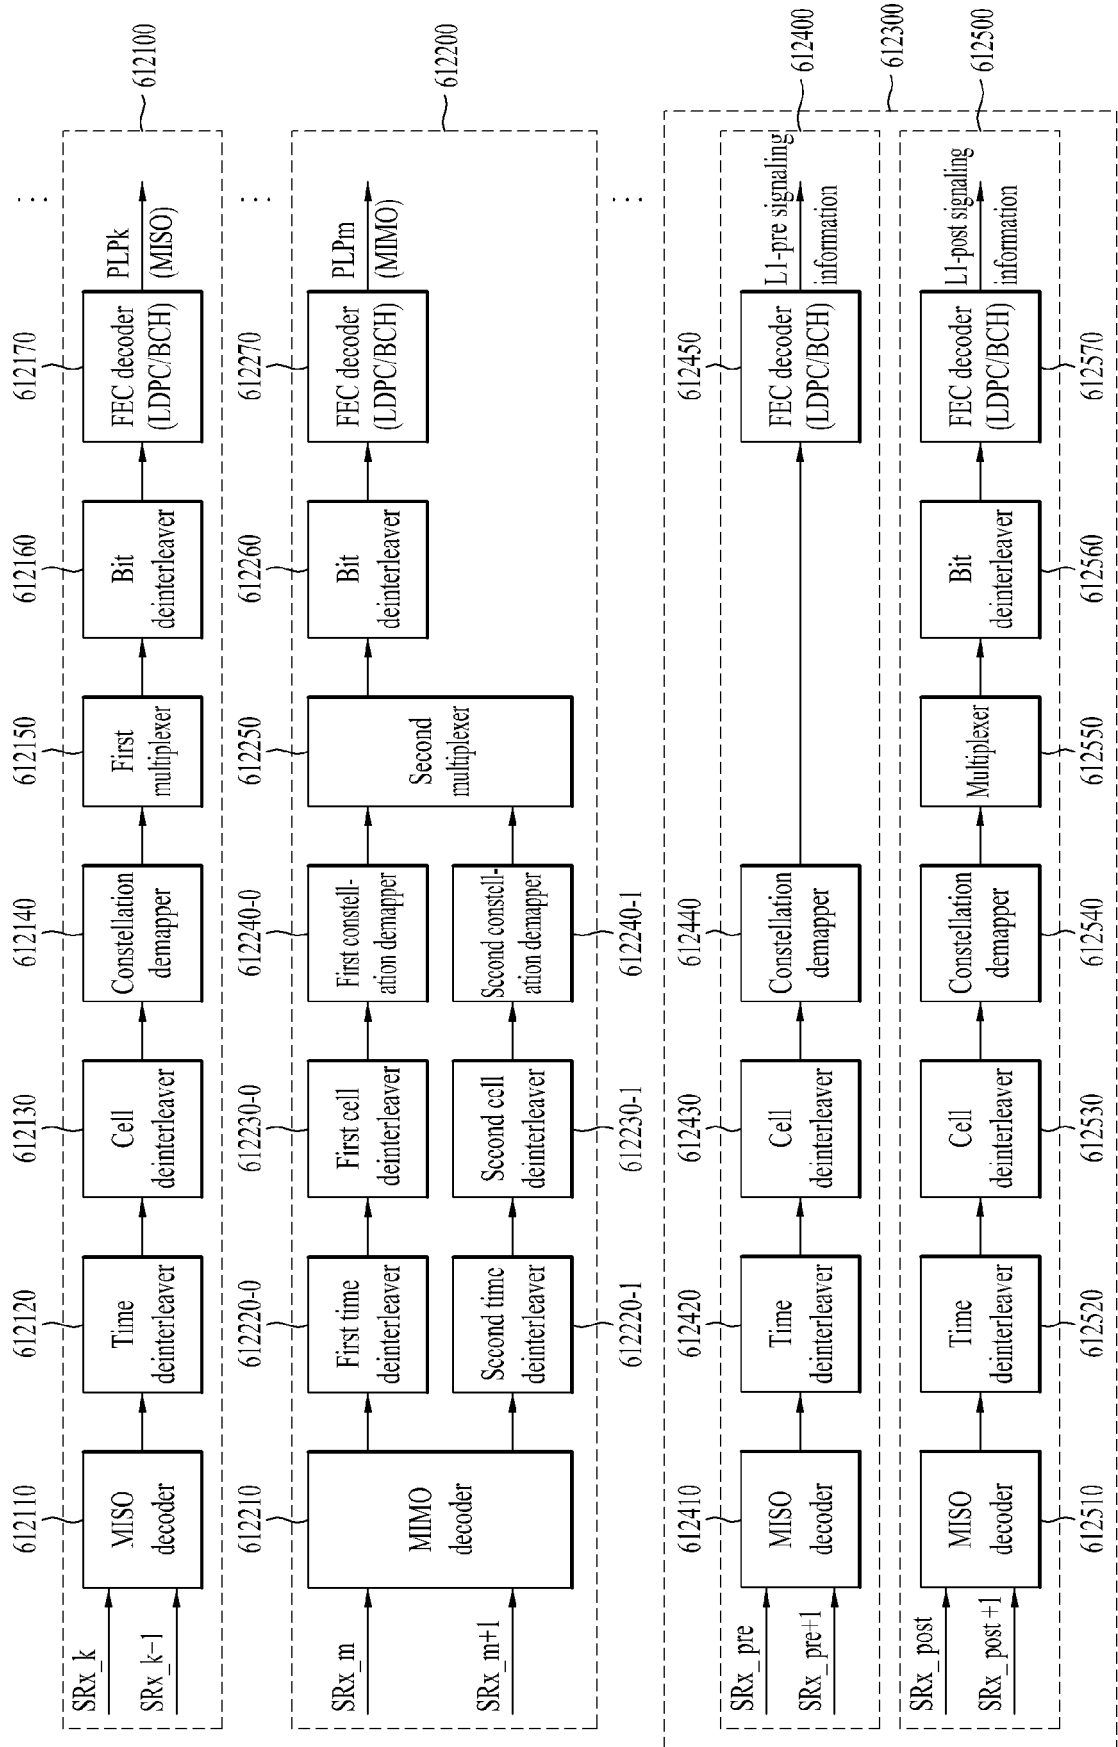 612110
612120
612130
612140
612150
612160
612170
612100
SRx_k
SRx_k-1
MISO
decoder
Time
deinterleaver
Cell
deinterleaver
Constellation
demapper
First
multiplexer
Bit
deinterleaver
FEC decoder
(LDPC/BCH)
PLPk
(MISO)
...
612210
612220-0
612230-0
612240-0
612250
612260
612270
612200
SRx_m
SRx_m+1
MIMO
decoder
First time
deinterleaver
First cell
deinterleaver
First constell-
ation demapper
Second
multiplexer
Bit
deinterleaver
FEC decoder
(LDPC/BCH)
PLPm
(MIMO)
...
Second time
deinterleaver
Second cell
deinterleaver
Second constell-
ation demapper
612220-1
612230-1
612240-1
...
612410
612420
612430
612440
612450
612400
SRx_pre
SRx_pre+1
MISO
decoder
Time
deinterleaver
Cell
deinterleaver
Constellation
demapper
FEC decoder
(LDPC/BCH)
L1-pre signaling
information
612300
SRx_post
SRx_post+1
MISO
decoder
Time
deinterleaver
Cell
deinterleaver
Constellation
demapper
Multiplexer
Bit
deinterleaver
FEC decoder
(LDPC/BCH)
L1-post signaling
information
612500
612510
612520
612530
612540
612550
612560
612570